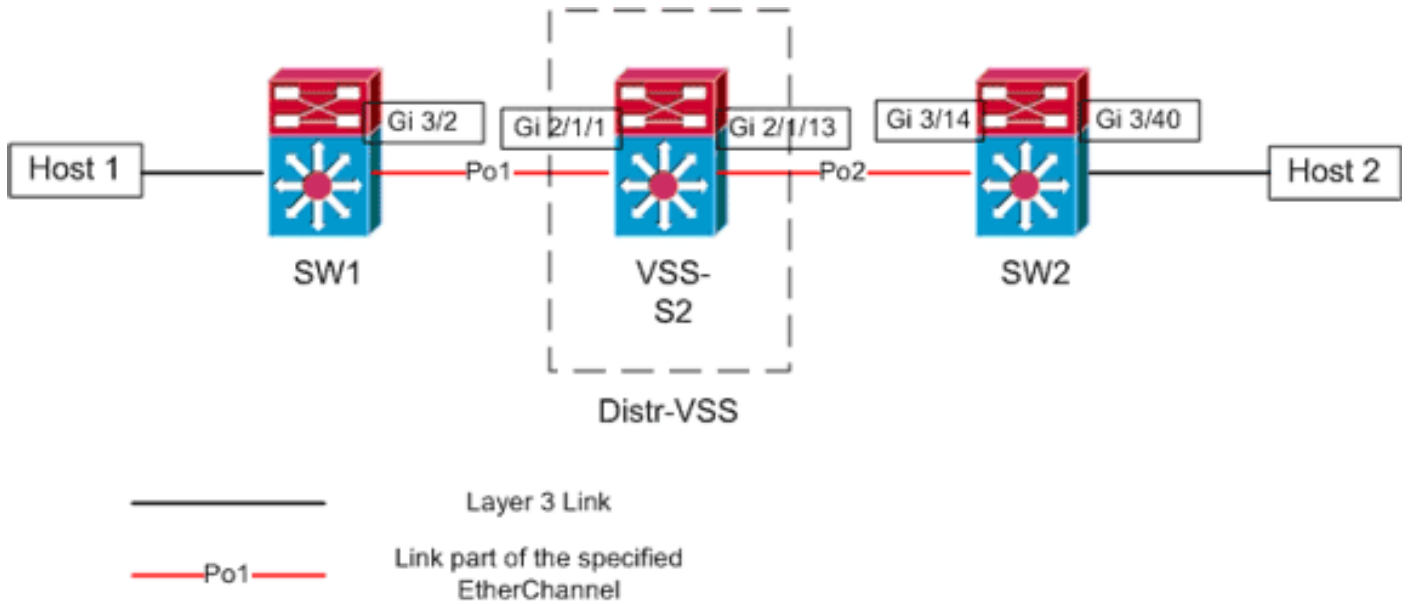 Gi 3/2
Gi 2/1/1
Gi 2/1/13
Gi 3/14
Gi 3/40
Host 1
Po1
Po2
Host 2
SW1
VSS-
S2
SW2
Distr-VSS
Layer 3 Link
Po1
Link part of the specified
EtherChannel